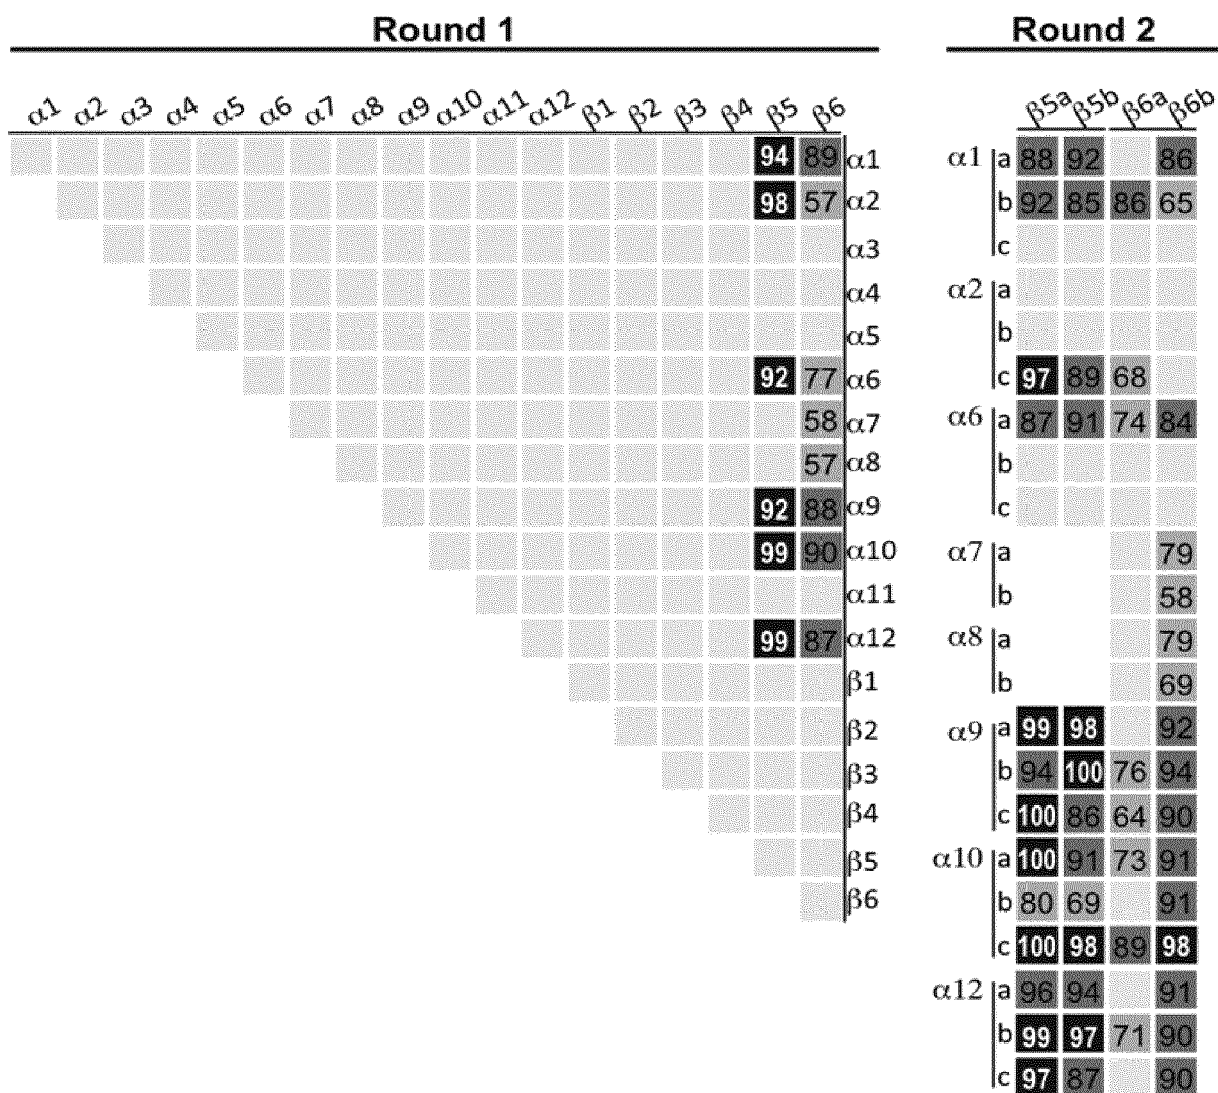 Round 1 Round 2
α1 α2 α3 α4 α5 α6 α7 α8 α9 α10 α11 α12 β1 β2 β3 β4 β5 β6
β5a β5b β6a β6b
94 89 α1
98 57 α2
α3
α4
α5
92 77 α6
58 α7
57 α8
92 88 α9
99 90 α10
α11
99 87 α12
β1
β2
β3
β4
β5
β6
α1 a 88 92 86
b 92 85 86 65
c
α2 a
b
c 97 89 68
α6 a 87 91 74 84
b
c
α7 a 79
b 58
α8 a 79
b 69
α9 a 99 98 92
b 94 100 76 94
c 100 86 64 90
α10 a 100 91 73 91
b 80 69 91
c 100 98 89 98
α12 a 96 94 91
b 99 97 71 90
c 97 87 90